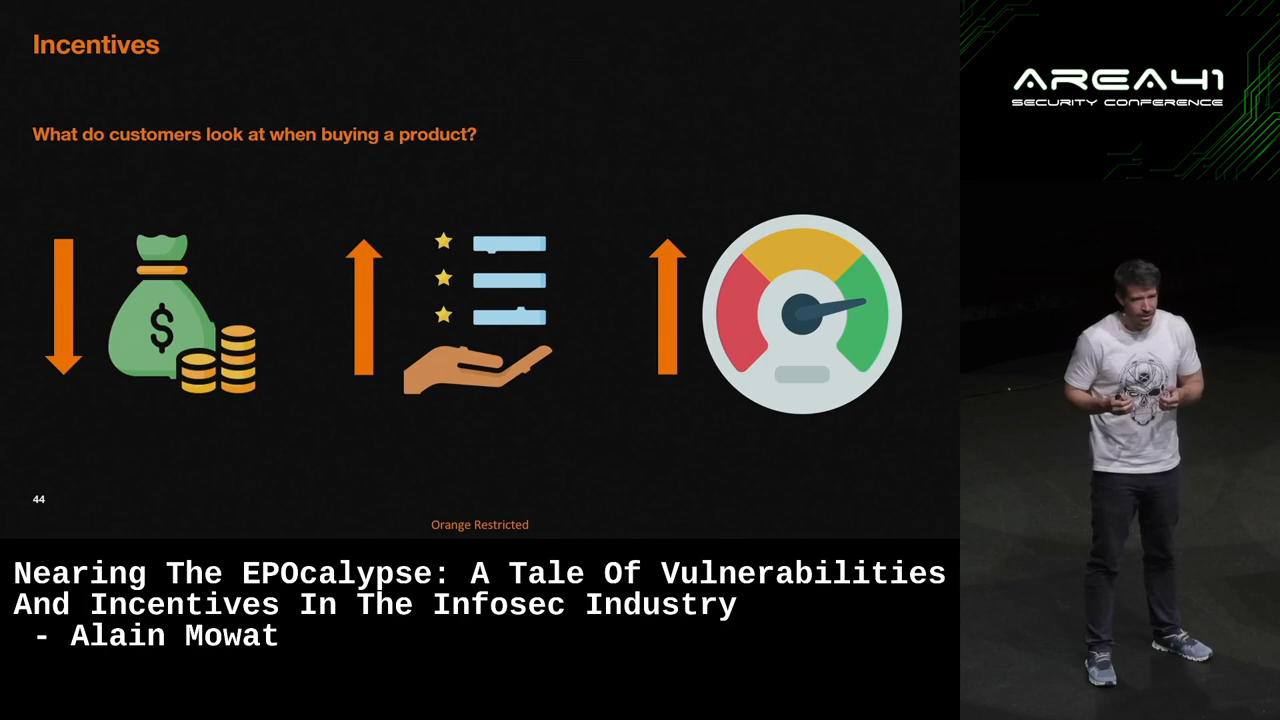 Incentives
What do customers look at when buying a product?
$
44
Orange Restricted
AREA41
SECURITY CONFERENCE
Nearing The EPOcalypse: A Tale Of Vulnerabilities
And Incentives In The Infosec Industry
- Alain Mowat